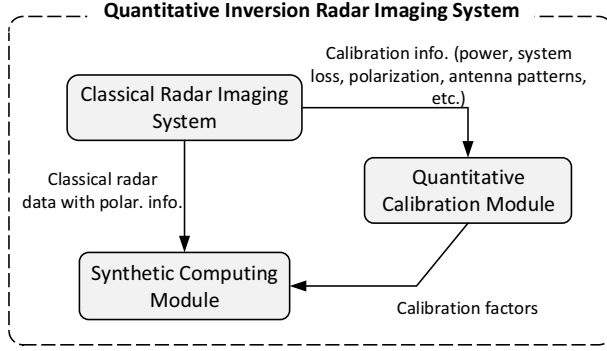 Quantitative Inversion Radar Imaging System
Calibration info. (power, system
loss, polarization, antenna patterns,
etc.)
Classical Radar Imaging
System
Classical radar
data with polar. info.
Quantitative
Calibration Module
Synthetic Computing
Module
Calibration factors